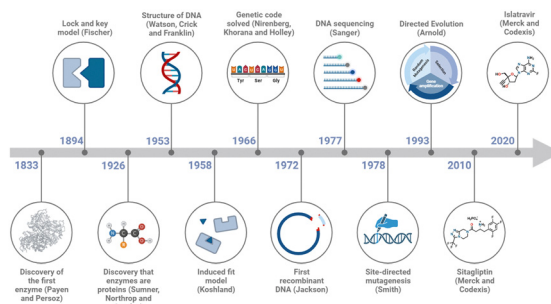 Lock and key
model (Fischer)
Structure of DNA
(Watson, Crick
and Franklin)
Genetic code
solved (Nirenberg,
Khorana and Holley)
DNA sequencing
(Sanger)
Directed Evolution
(Arnold)
Islatravir
(Merck and
Codexis)
Tyr Ser Gly
Gene
amplification
1894
1953
1966
1977
1993
2020
1833
1926
1958
1972
1978
2010
Discovery of
the first
enzyme (Payen
and Persoz)
Discovery that
enzymes are
proteins (Sumner,
Northrop and
Induced fit
model
(Koshland)
First
recombinant
DNA (Jackson)
Site-directed
mutagenesis
(Smith)
Sitagliptin
(Merck and
Codexis)